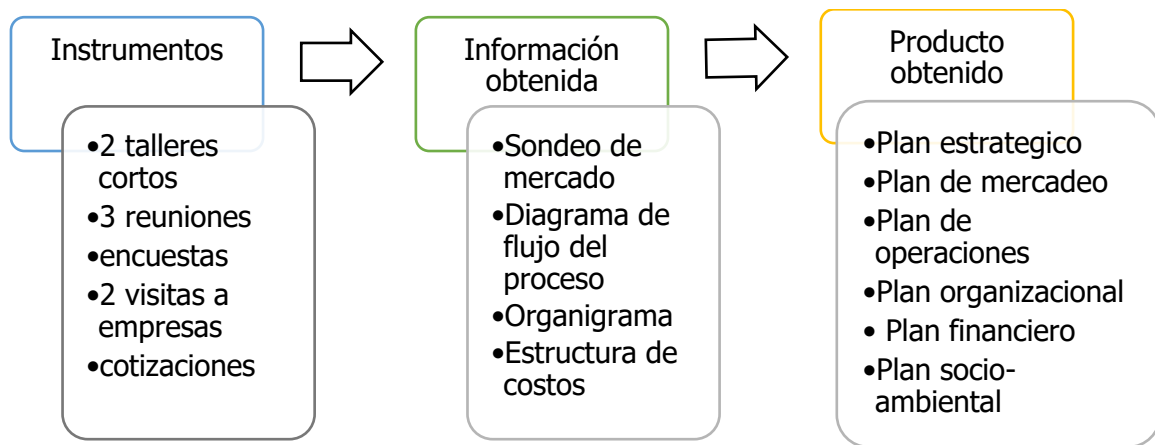 Instrumentos
•2 talleres
cortos
•3 reuniones
•encuestas
•2 visitas a
empresas
•cotizaciones
Información
obtenida
•Sondeo de
mercado
•Diagrama de
flujo del
proceso
•Organigrama
•Estructura de
costos
Producto
obtenido
•Plan estrategico
•Plan de mercadeo
•Plan de
operaciones
•Plan organizacional
• Plan financiero
•Plan socio-
ambiental